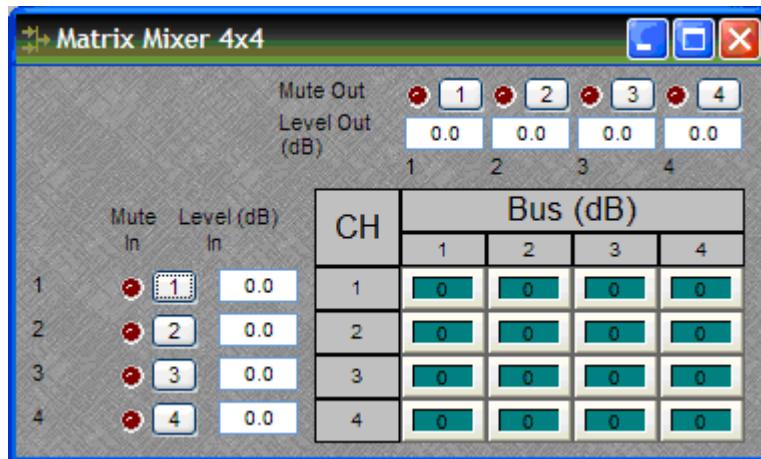 Matrix Mixer 4x4
Mute Out 1 2 3 4
Level Out (dB) 0.0 0.0 0.0 0.0
1 2 3 4
Mute In Level (dB) In
CH Bus (dB)
1 2 3 4
1 1 0.0 1 0 0 0 0
2 2 0.0 2 0 0 0 0
3 3 0.0 3 0 0 0 0
4 4 0.0 4 0 0 0 0